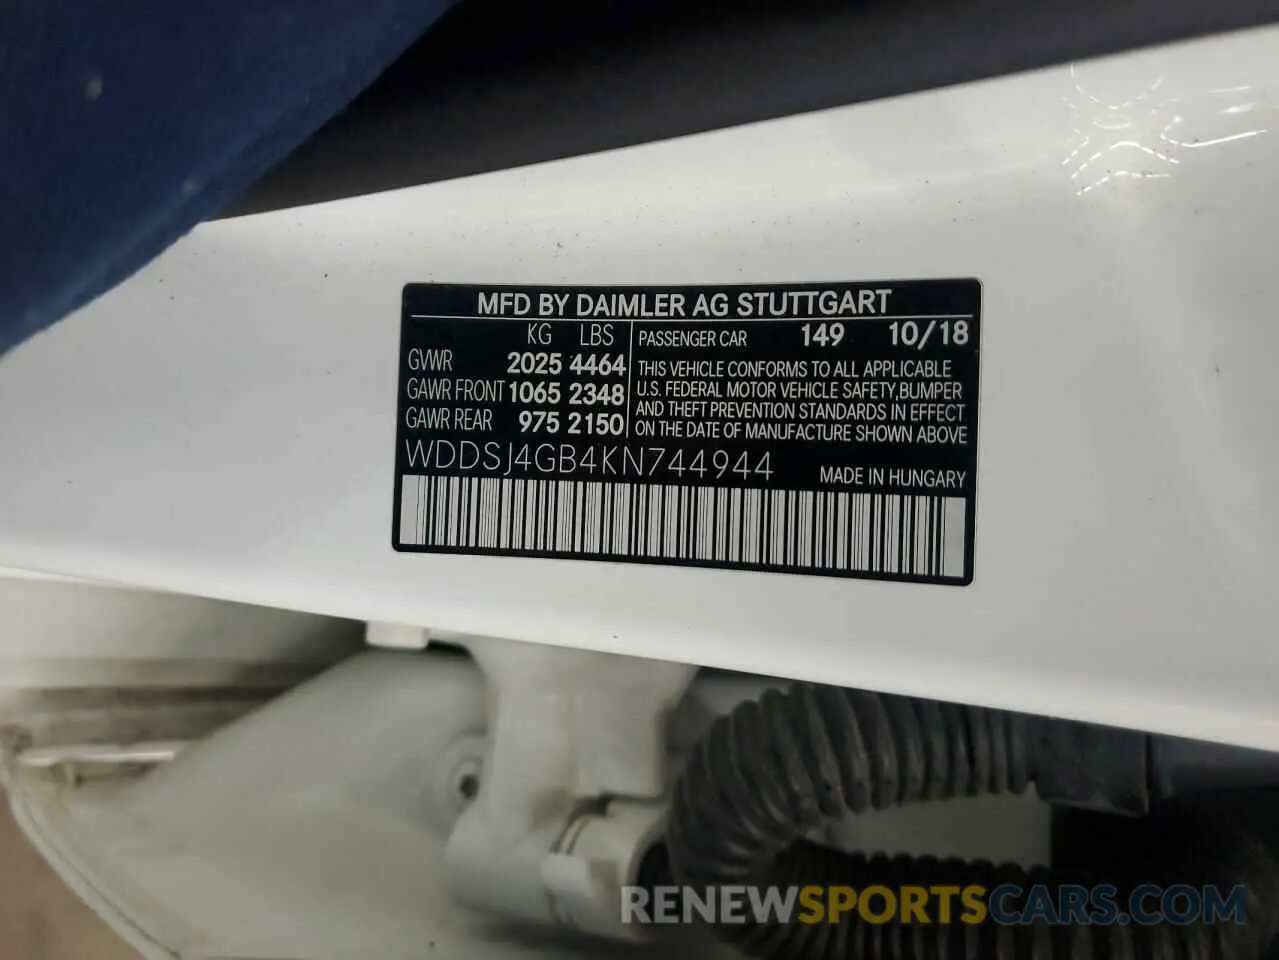 MFD BY DAIMLER AG STUTTGART
KG LBS
GVWR 2025 4464
GAWR FRONT 1065 2348
GAWR REAR 975 2150
PASSENGER CAR 149 10/18
THIS VEHICLE CONFORMS TO ALL APPLICABLE
U.S. FEDERAL MOTOR VEHICLE SAFETY, BUMPER
AND THEFT PREVENTION STANDARDS IN EFFECT
ON THE DATE OF MANUFACTURE SHOWN ABOVE
WDDSJ4GB4KN744944
MADE IN HUNGARY
RENEWSPORTSCARS.COM